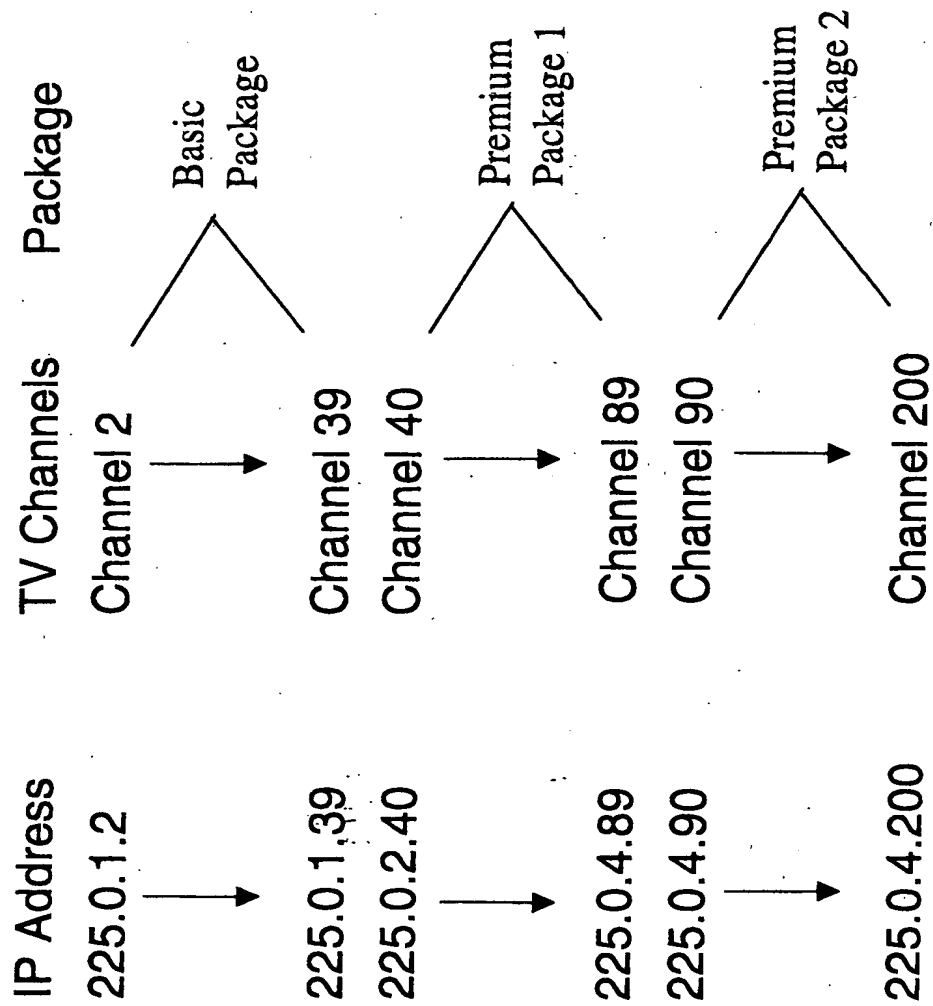 IP Address TV Channels Package
225.0.1.2 Channel 2
Basic
Package
225.0.1.39 Channel 39
225.0.2.40 Channel 40
Premium
Package 1
225.0.4.89 Channel 89
225.0.4.90 Channel 90
Premium
Package 2
225.0.4.200 Channel 200